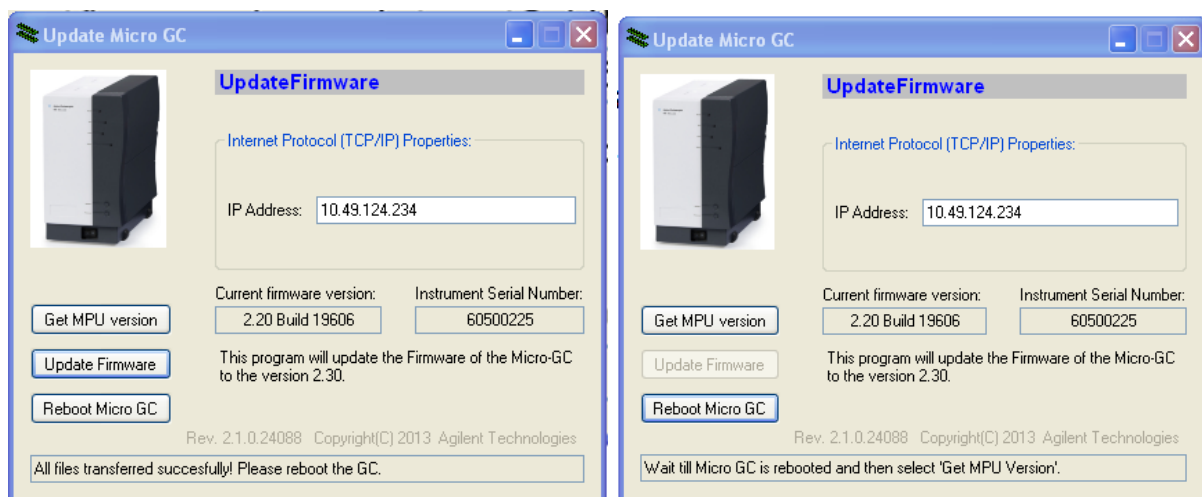 Update Micro GC
UpdateFirmware
Internet Protocol (TCP/IP) Properties:
IP Address: 10.49.124.234
Current firmware version: Instrument Serial Number:
Get MPU version 2.20 Build 19606 60500225
Update Firmware This program will update the Firmware of the Micro-GC
to the version 2.30.
Reboot Micro GC
Rev. 2.1.0.24088 Copyright(C) 2013 Agilent Technologies
All files transferred succesfully! Please reboot the GC.
Update Micro GC
UpdateFirmware
Internet Protocol (TCP/IP) Properties:
IP Address: 10.49.124.234
Current firmware version: Instrument Serial Number:
Get MPU version 2.20 Build 19606 60500225
Update Firmware This program will update the Firmware of the Micro-GC
to the version 2.30.
Reboot Micro GC
Rev. 2.1.0.24088 Copyright(C) 2013 Agilent Technologies
Wait till Micro GC is rebooted and then select 'Get MPU Version'.